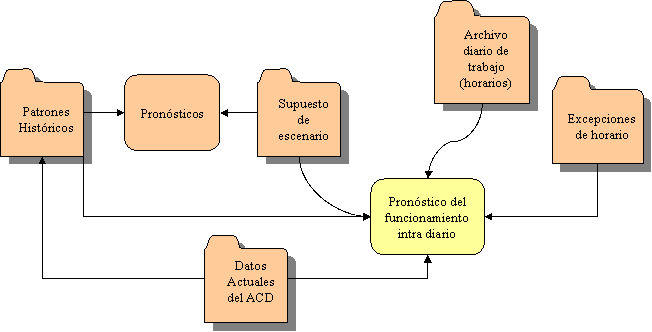 Archivo
diario de
trabajo
(horarios)
Patrones
Históricos
Pronósticos
Supuesto
de
escenario
Excepciones
de horario
Pronóstico del
funcionamiento
intra diario
Datos
Actuales
del ACD